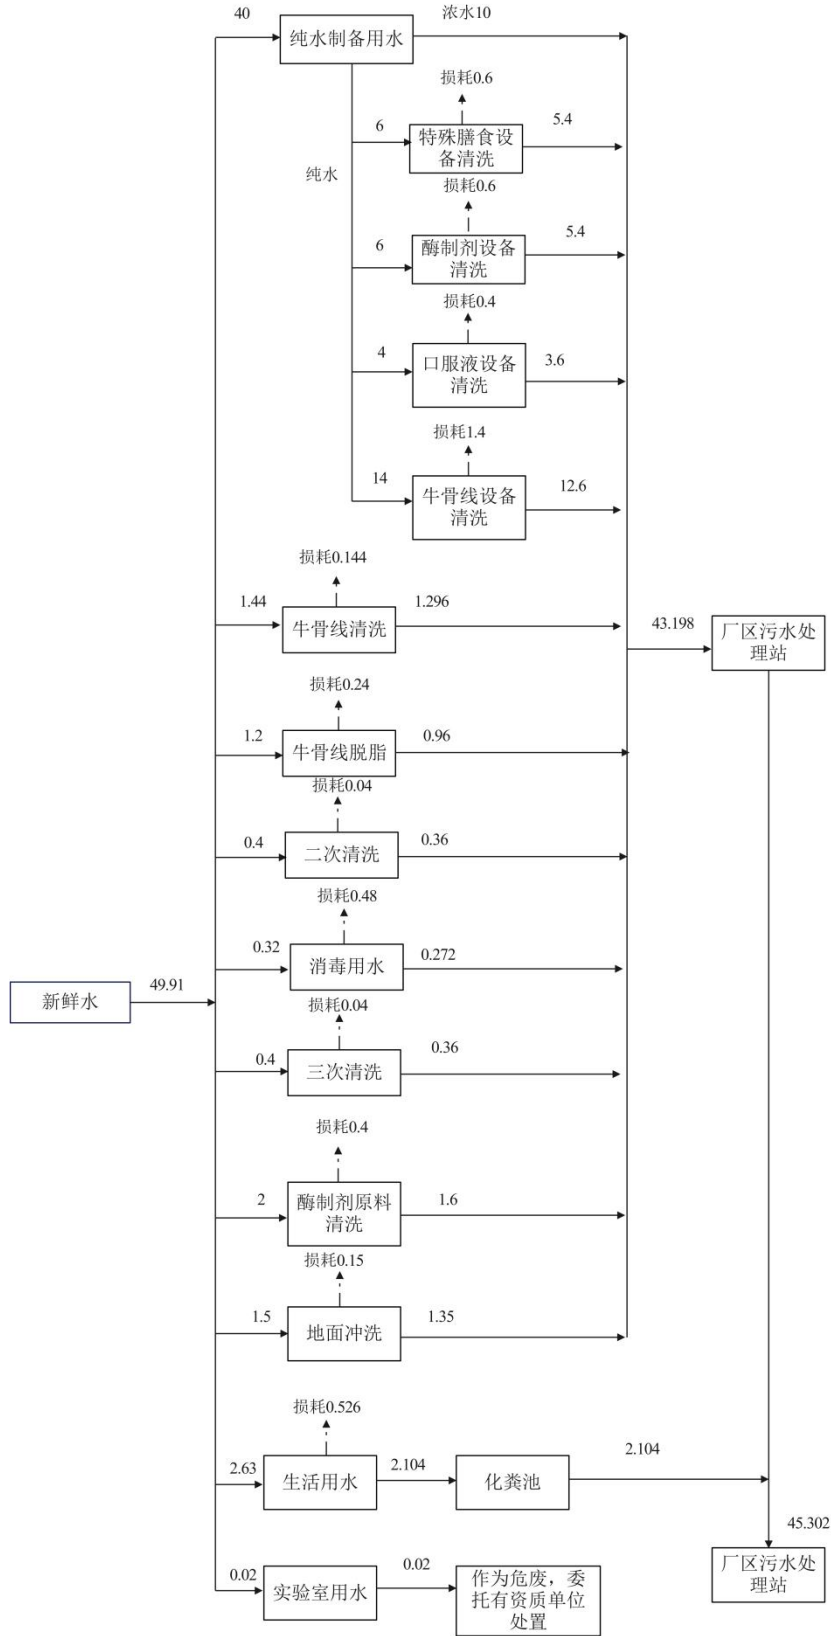 40
浓水10
纯水制备用水
损耗0.6
6
特殊膳食设
备清洗
5.4
纯水
损耗0.6
6
酶制剂设备
清洗
5.4
损耗0.4
4
口服液设备
清洗
3.6
损耗1.4
14
牛骨线设备
清洗
12.6
损耗0.144
1.44
牛骨线清洗
1.296
43.198
厂区污水处
理站
损耗0.24
1.2
牛骨线脱脂
0.96
损耗0.04
0.4
二次清洗
0.36
损耗0.48
0.32
消毒用水
0.272
新鲜水
49.91
损耗0.04
0.4
三次清洗
0.36
损耗0.4
2
酶制剂原料
清洗
1.6
损耗0.15
1.5
地面冲洗
1.35
损耗0.526
2.63
生活用水
2.104
化粪池
2.104
45.302
厂区污水处
理站
0.02
实验室用水
0.02
作为危废，委
托有资质单位
处置